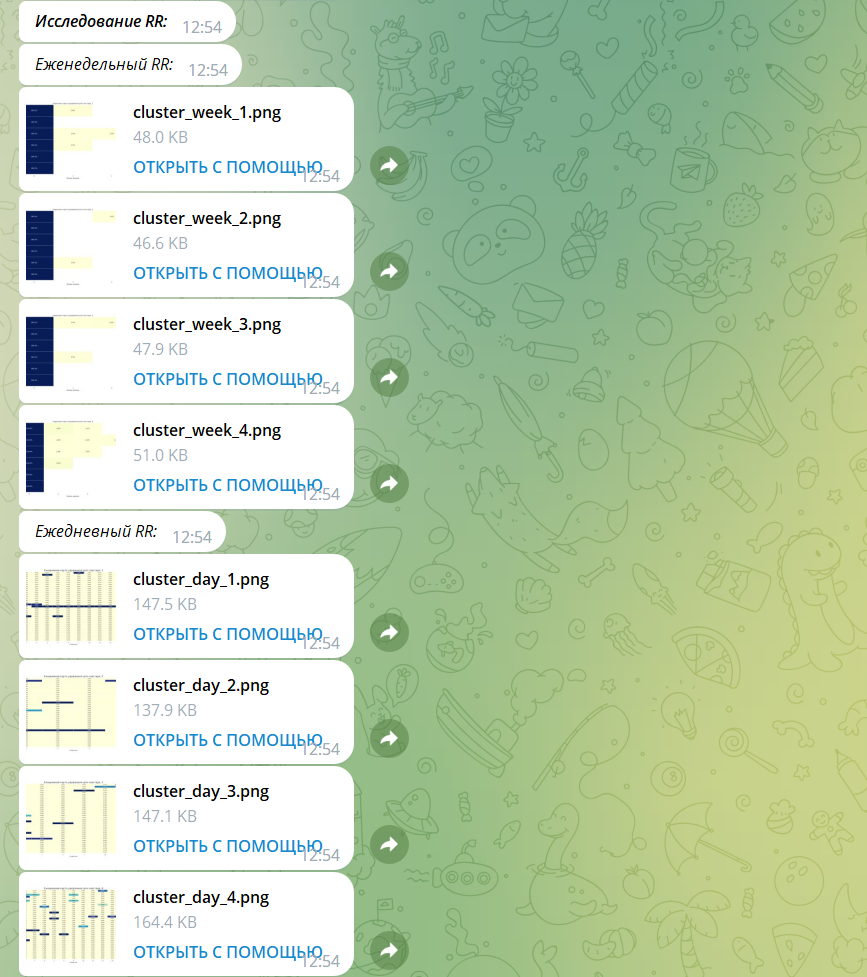 Исследование RR: 12:54
Еженедельный RR: 12:54
cluster_week_1.png
48.0 KB
ОТКРЫТЬ С ПОМОЩЬЮ 12:54
cluster_week_2.png
46.6 KB
ОТКРЫТЬ С ПОМОЩЬЮ 12:54
cluster_week_3.png
47.9 KB
ОТКРЫТЬ С ПОМОЩЬЮ 12:54
cluster_week_4.png
51.0 KB
ОТКРЫТЬ С ПОМОЩЬЮ 12:54
Ежедневный RR: 12:54
cluster_day_1.png
147.5 KB
ОТКРЫТЬ С ПОМОЩЬЮ 12:54
cluster_day_2.png
137.9 KB
ОТКРЫТЬ С ПОМОЩЬЮ 12:54
cluster_day_3.png
147.1 KB
ОТКРЫТЬ С ПОМОЩЬЮ 12:54
cluster_day_4.png
164.4 KB
ОТКРЫТЬ С ПОМОЩЬЮ 12:54